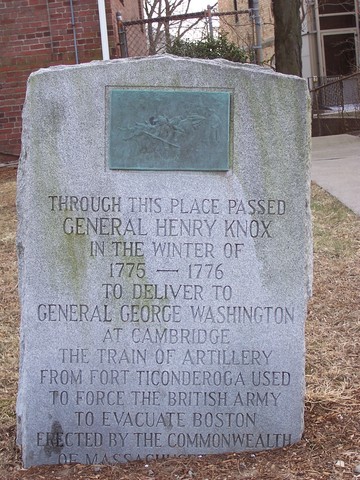 THROUGH THIS PLACE PASSED
GENERAL HENRY KNOX
IN THE WINTER OF
1775 — 1776
TO DELIVER TO
GENERAL GEORGE WASHINGTON
AT CAMBRIDGE
THE TRAIN OF ARTILLERY
FROM FORT TICONDEROGA USED
TO FORCE THE BRITISH ARMY
TO EVACUATE BOSTON
ERECTED BY THE COMMONWEALTH
OF